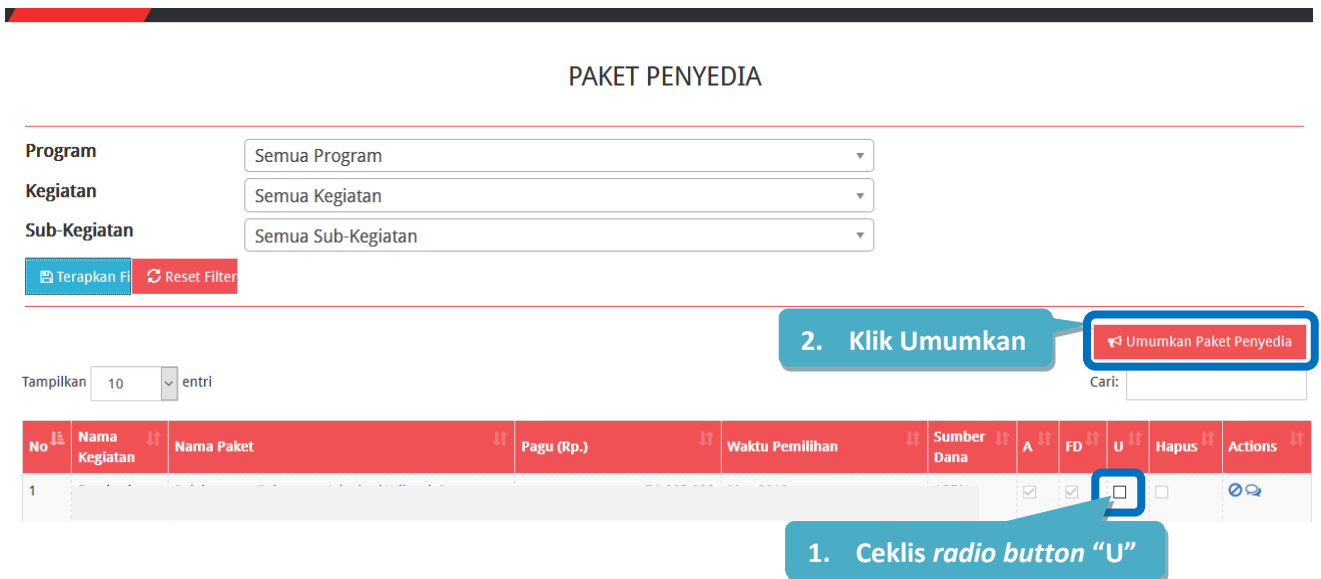 PAKET PENYEDIA
Program
Semua Program
Kegiatan
Semua Kegiatan
Sub-Kegiatan
Semua Sub-Kegiatan
Terapkan Fi
Reset Filter
2. Klik Umumkan
Umumkan Paket Penyedia
Tampilkan 10 entri
Cari:
No
Nama Kegiatan
Nama Paket
Pagu (Rp.)
Waktu Pemilihan
Sumber Dana
A
FD
U
Hapus
Actions
1
1. Ceklis radio button “U”